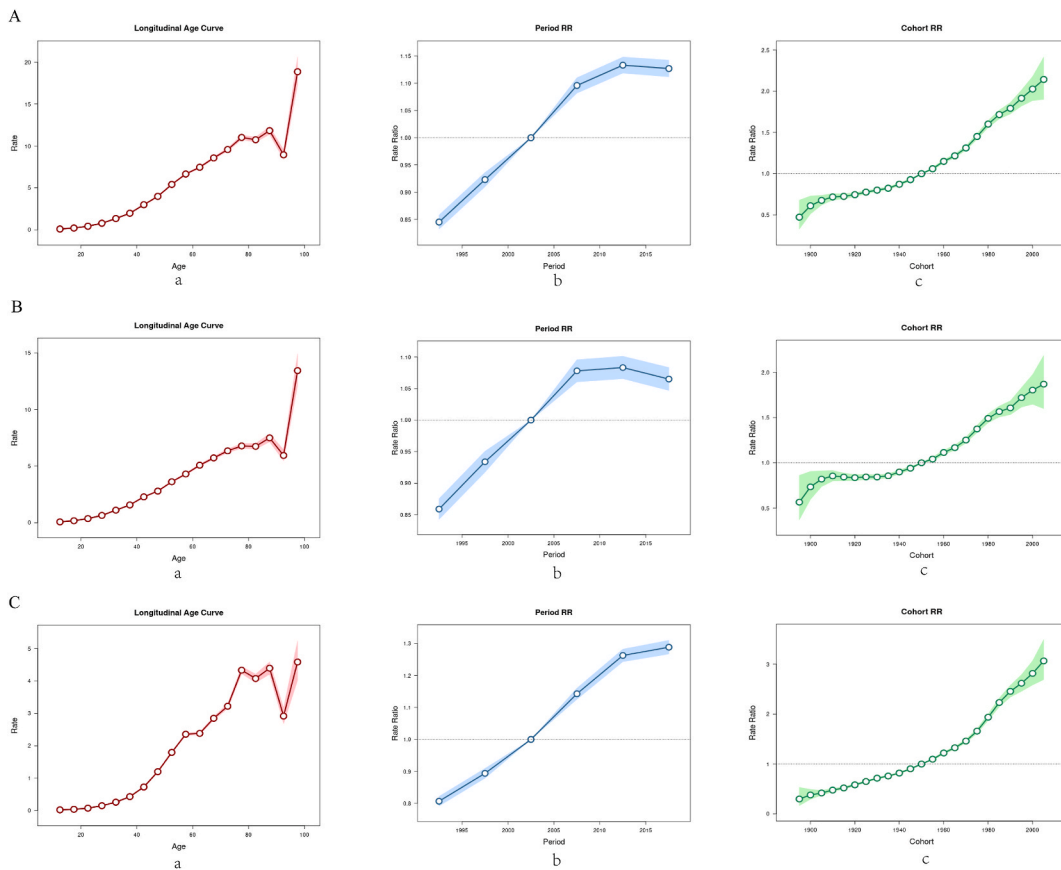 A
Longitudinal Age Curve
Rate
20
15
10
5
0
20 40 60 80 100
Age
a
Period RR
Rate Ratio
1.15
1.10
1.05
1.00
0.95
0.90
0.85
1995 2000 2005 2010 2015
Period
b
Cohort RR
Rate Ratio
2.5
2.0
1.5
1.0
0.5
1900 1920 1940 1960 1980 2000
Cohort
c
B
Longitudinal Age Curve
Rate
15
10
5
0
20 40 60 80 100
Age
a
Period RR
Rate Ratio
1.10
1.05
1.00
0.95
0.90
0.85
1995 2000 2005 2010 2015
Period
b
Cohort RR
Rate Ratio
2.0
1.5
1.0
0.5
1900 1920 1940 1960 1980 2000
Cohort
c
C
Longitudinal Age Curve
Rate
5
4
3
2
1
0
20 40 60 80 100
Age
a
Period RR
Rate Ratio
1.3
1.2
1.1
1.0
0.9
0.8
1995 2000 2005 2010 2015
Period
b
Cohort RR
Rate Ratio
3
2
1
0
1900 1920 1940 1960 1980 2000
Cohort
c